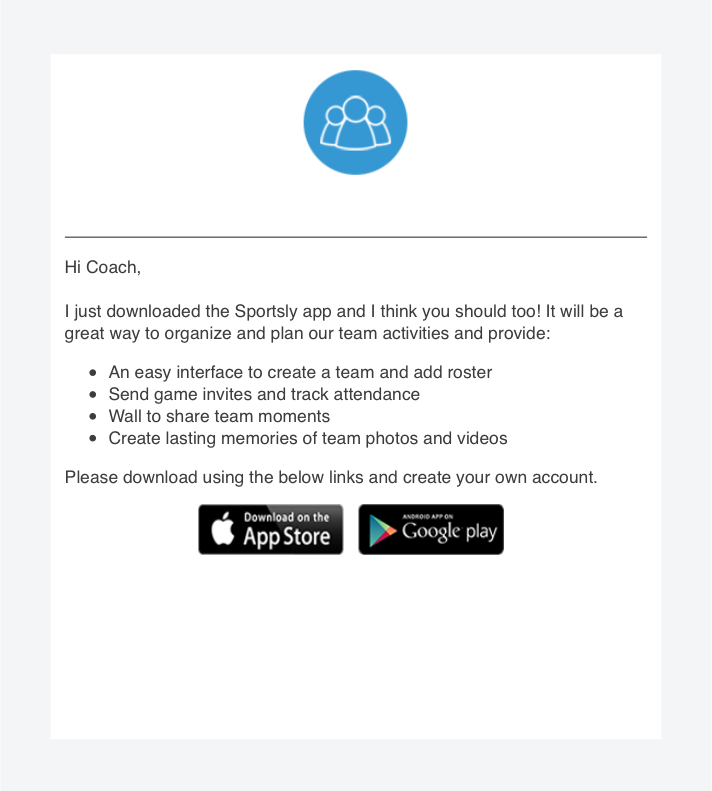 Hi Coach,
I just downloaded the Sportsly app and I think you should too! It will be a
great way to organize and plan our team activities and provide:
An easy interface to create a team and add roster
Send game invites and track attendance
Wall to share team moments
Create lasting memories of team photos and videos
Please download using the below links and create your own account.
Download on the
App Store
ANDROID APP ON
Google play